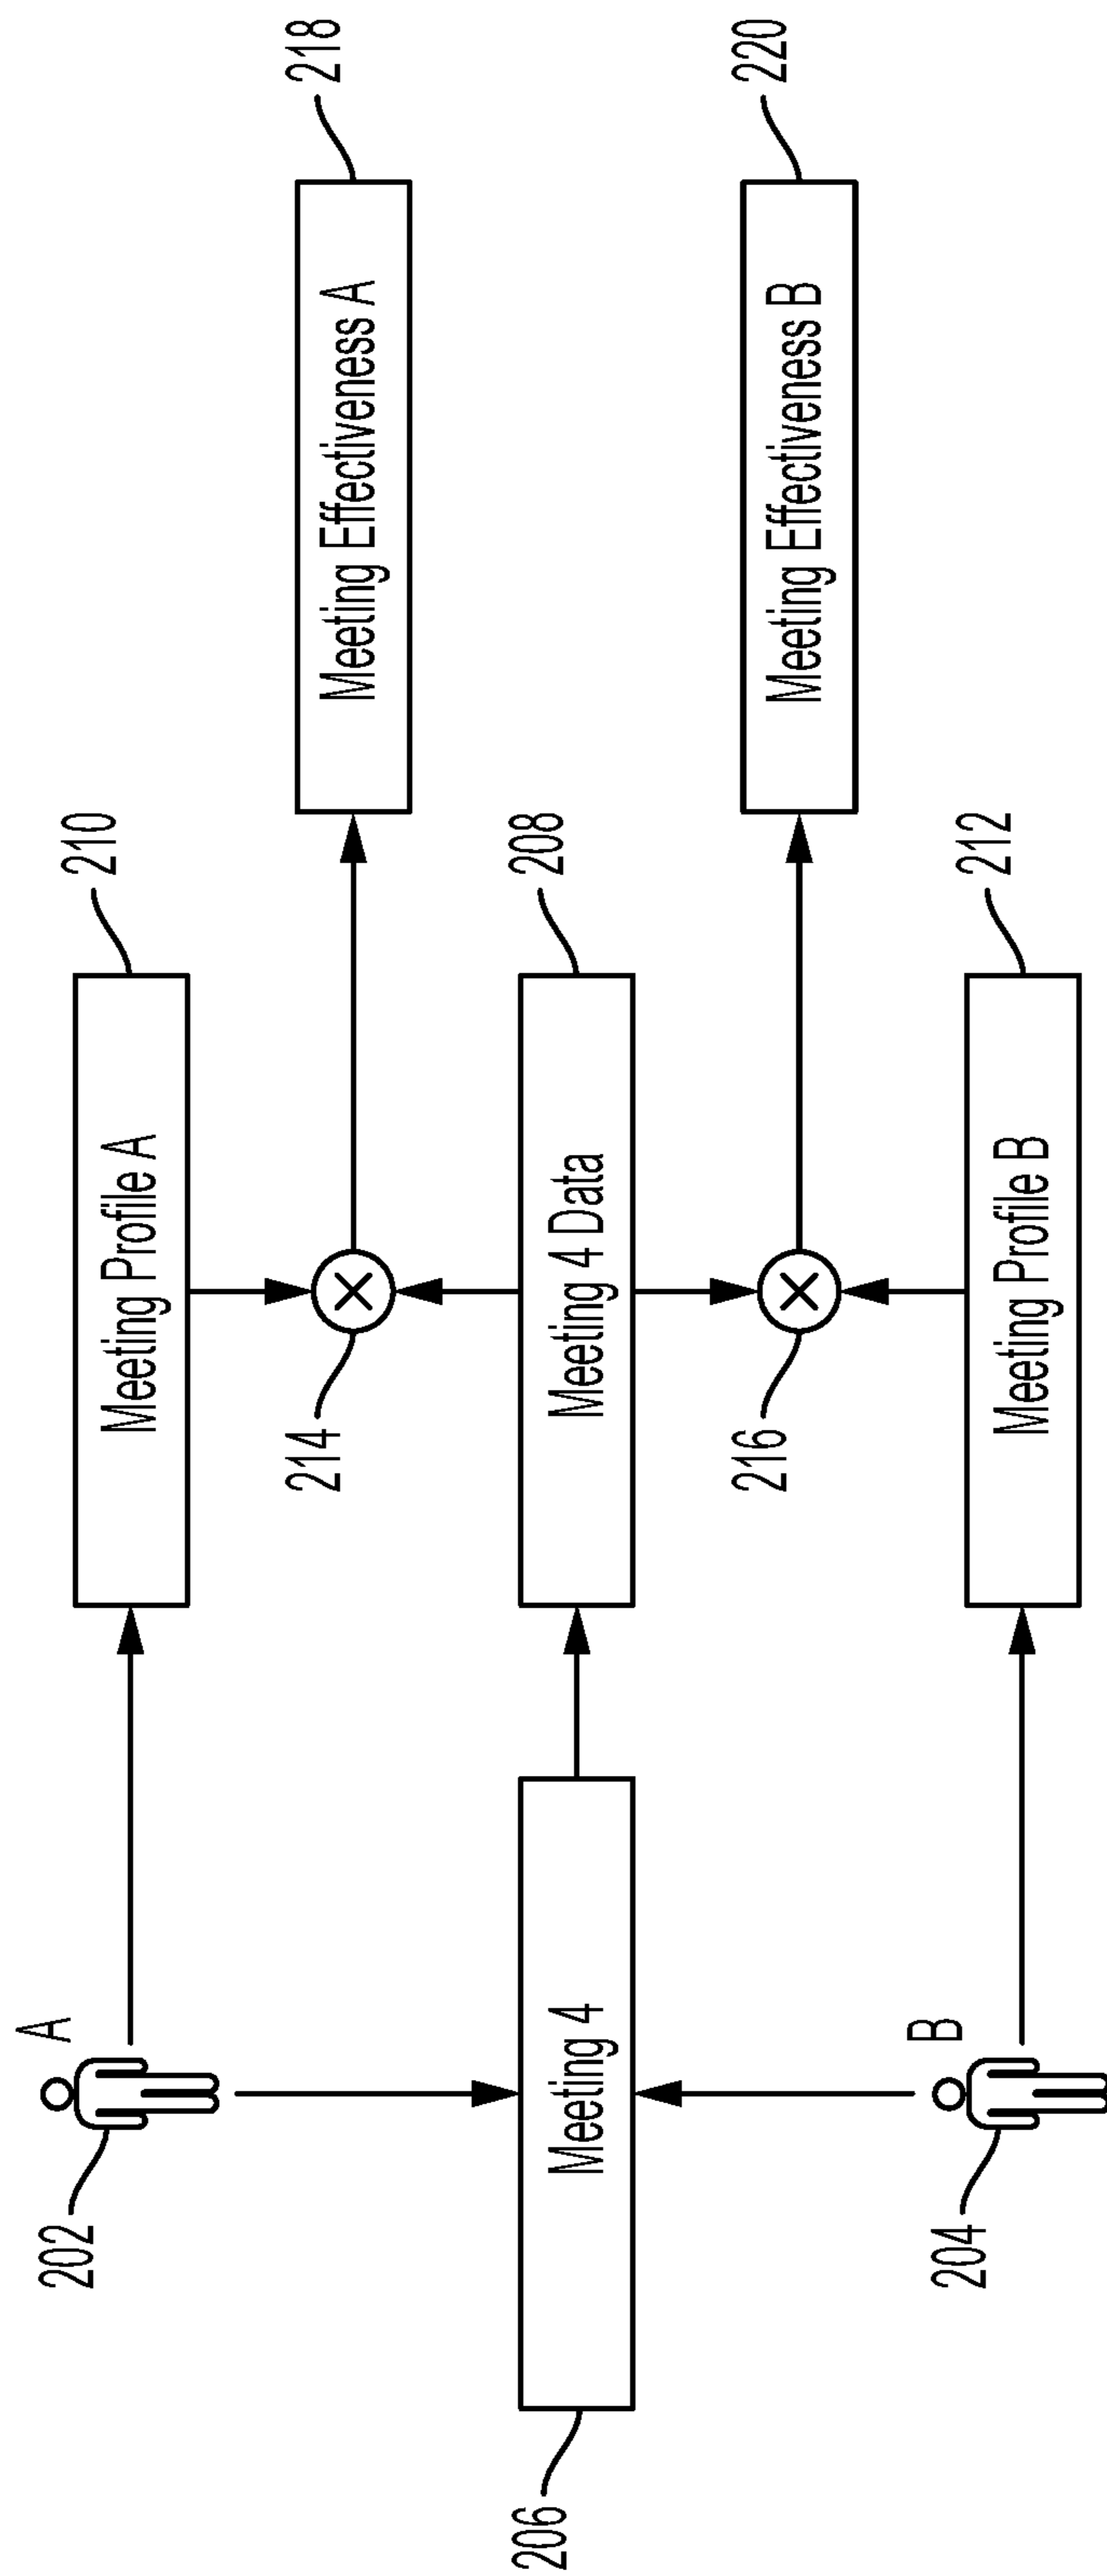 A
202
Meeting Profile A
210
214
Meeting Effectiveness A
218
206
Meeting 4
Meeting 4 Data
208
216
Meeting Effectiveness B
220
B
204
Meeting Profile B
212